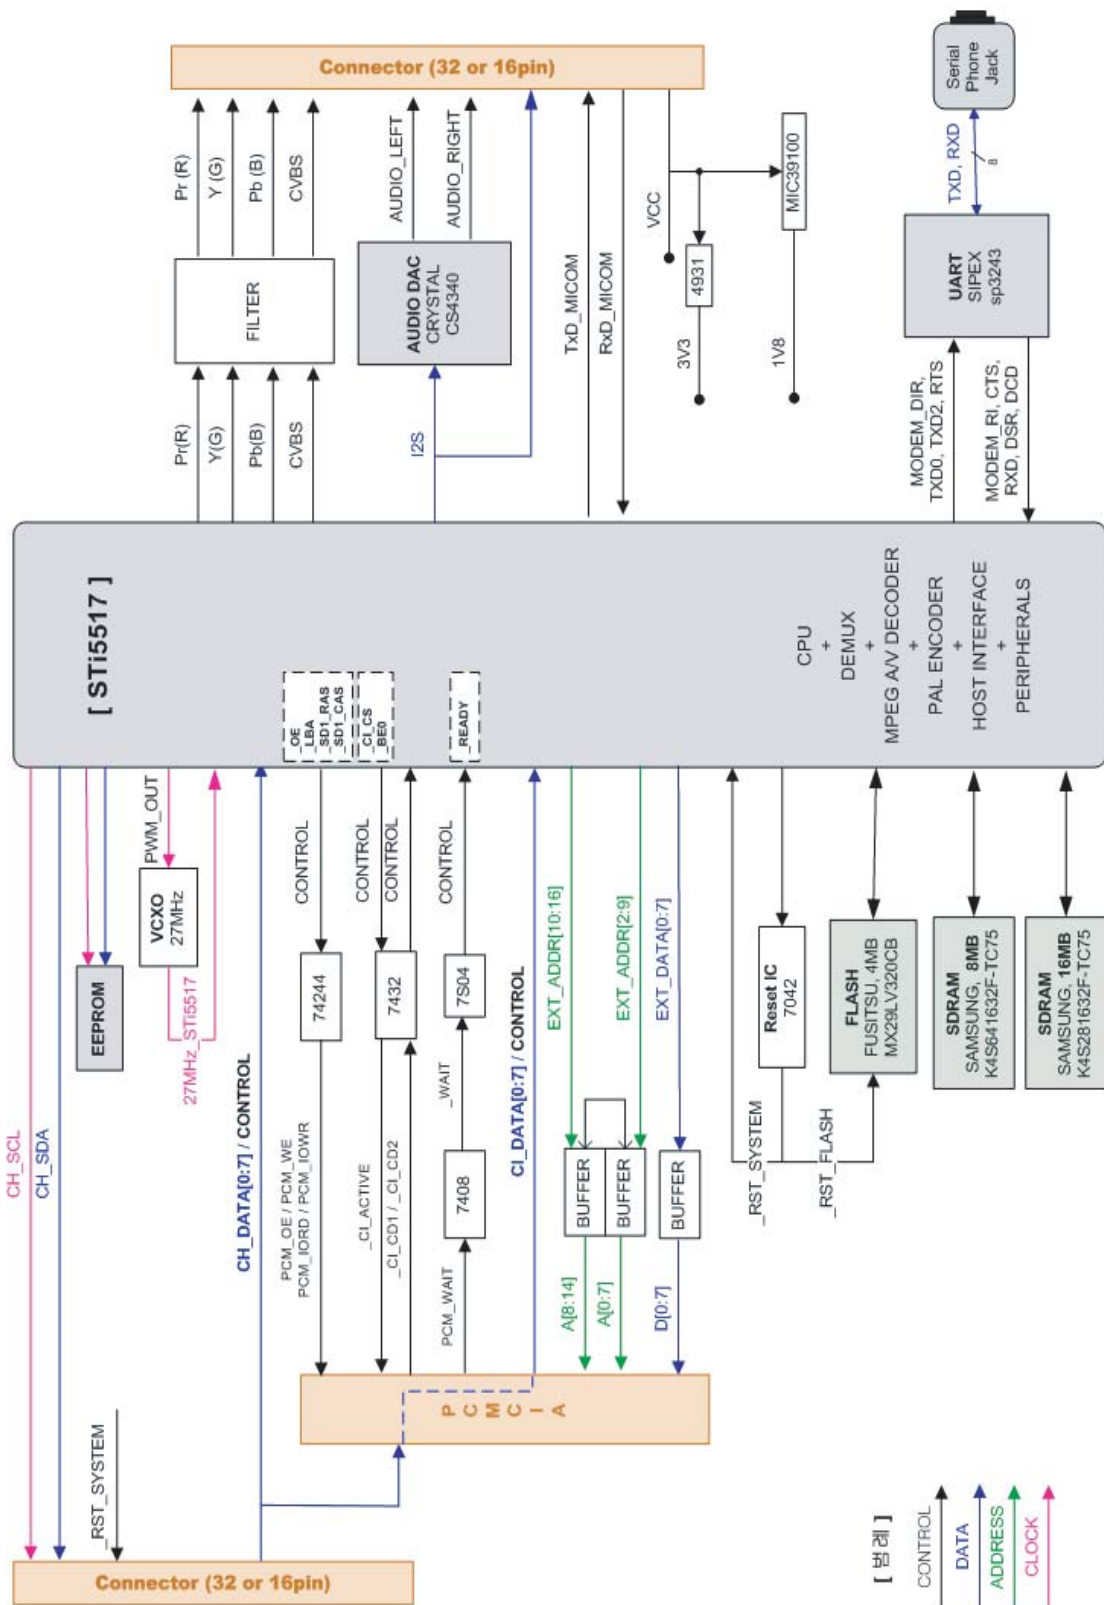 Connector (32 or 16pin)
Pr (R)
Y (G)
Pb (B)
CVBS
AUDIO_LEFT
AUDIO_RIGHT
Serial
Phone
Jack
TXD, RXD
8
FILTER
AUDIO DAC
CRYSTAL
CS4340
TxD_MICOM
RxD_MICOM
VCC
4931
MIC39100
3V3
1V8
UART
SIPEX
sp3243
Pr(R)
Y(G)
Pb(B)
CVBS
I2S
MODEM_DIR,
TXD0, TXD2, RTS
MODEM_RI, CTS,
RXD, DSR, DCD
[ STi5517 ]
CPU
+
DEMUX
+
MPEG A/V DECODER
+
PAL ENCODER
+
HOST INTERFACE
+
PERIPHERALS
_OE
_LBA
_SD1_RAS
_SD1_CAS
_CI_CS
_BE0
_READY
PWM_OUT
VCXO
27MHz
27MHz_STi5517
EEPROM
CH_SCL
CH_SDA
CH_DATA[0:7] / CONTROL
CONTROL
CONTROL
CONTROL
CONTROL
74244
7432
7S04
_WAIT
7408
PCM_WAIT
PCM_OE / PCM_WE
PCM_IORD / PCM_IOWR
_CI_ACTIVE
_CI_CD1 / _CI_CD2
CI_DATA[0:7] / CONTROL
EXT_ADDR[10:16]
EXT_ADDR[2:9]
EXT_DATA[0:7]
BUFFER
BUFFER
BUFFER
A[8:14]
A[0:7]
D[0:7]
Reset IC
7042
FLASH
FUSITSU, 4MB
MX29LV320CB
SDRAM
SAMSUNG, 8MB
K4S641632F-TC75
SDRAM
SAMSUNG, 16MB
K4S281632F-TC75
_RST_SYSTEM
_RST_FLASH
PCMCIA
_RST_SYSTEM
Connector (32 or 16pin)
[ 범례 ]
CONTROL
DATA
ADDRESS
CLOCK